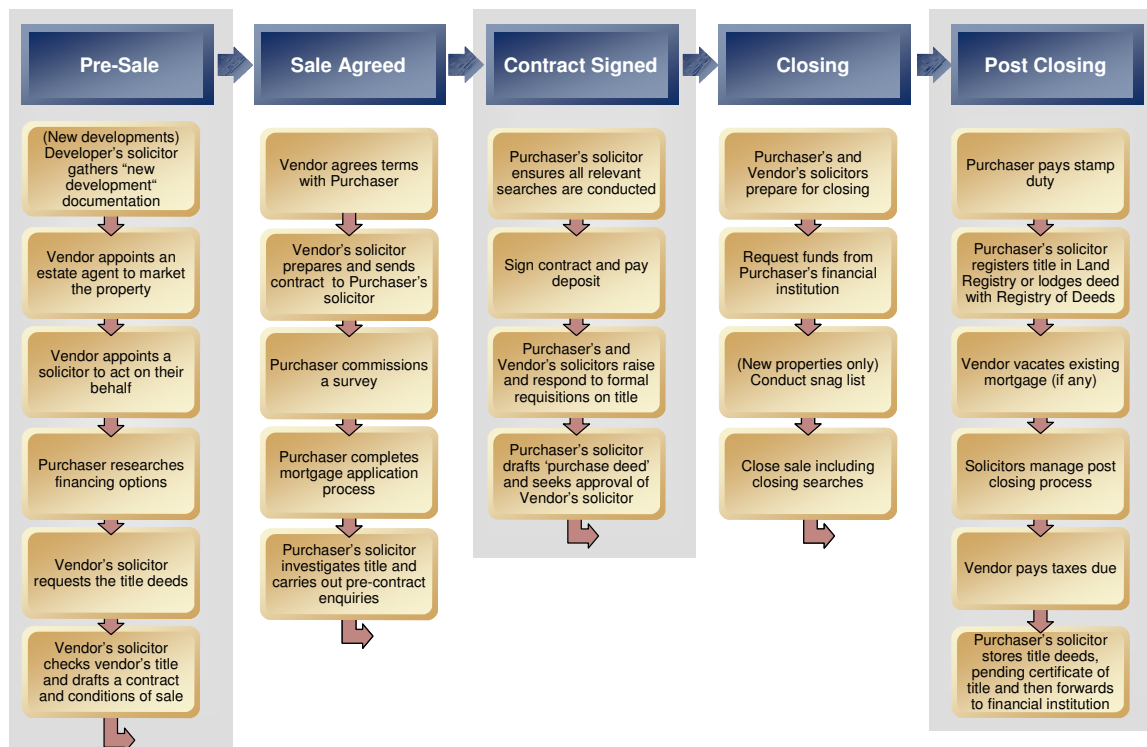 Pre-Sale
(New developments)
Developer's solicitor
gathers “new
development“
documentation
Vendor appoints an
estate agent to market
the property
Vendor appoints a
solicitor to act on their
behalf
Purchaser researches
financing options
Vendor's solicitor
requests the title deeds
Vendor's solicitor
checks vendor's title
and drafts a contract
and conditions of sale
Sale Agreed
Vendor agrees terms
with Purchaser
Vendor's solicitor
prepares and sends
contract to Purchaser's
solicitor
Purchaser commissions
a survey
Purchaser completes
mortgage application
process
Purchaser's solicitor
investigates title and
carries out pre-contract
enquiries
Contract Signed
Purchaser's solicitor
ensures all relevant
searches are conducted
Sign contract and pay
deposit
Purchaser's and
Vendor's solicitors raise
and respond to formal
requisitions on title
Purchaser's solicitor
drafts ‘purchase deed’
and seeks approval of
Vendor's solicitor
Closing
Purchaser's and
Vendor's solicitors
prepare for closing
Request funds from
Purchaser's financial
institution
(New properties only)
Conduct snag list
Close sale including
closing searches
Post Closing
Purchaser pays stamp
duty
Purchaser's solicitor
registers title in Land
Registry or lodges deed
with Registry of Deeds
Vendor vacates existing
mortgage (if any)
Solicitors manage post
closing process
Vendor pays taxes due
Purchaser's solicitor
stores title deeds,
pending certificate of
title and then forwards
to financial institution